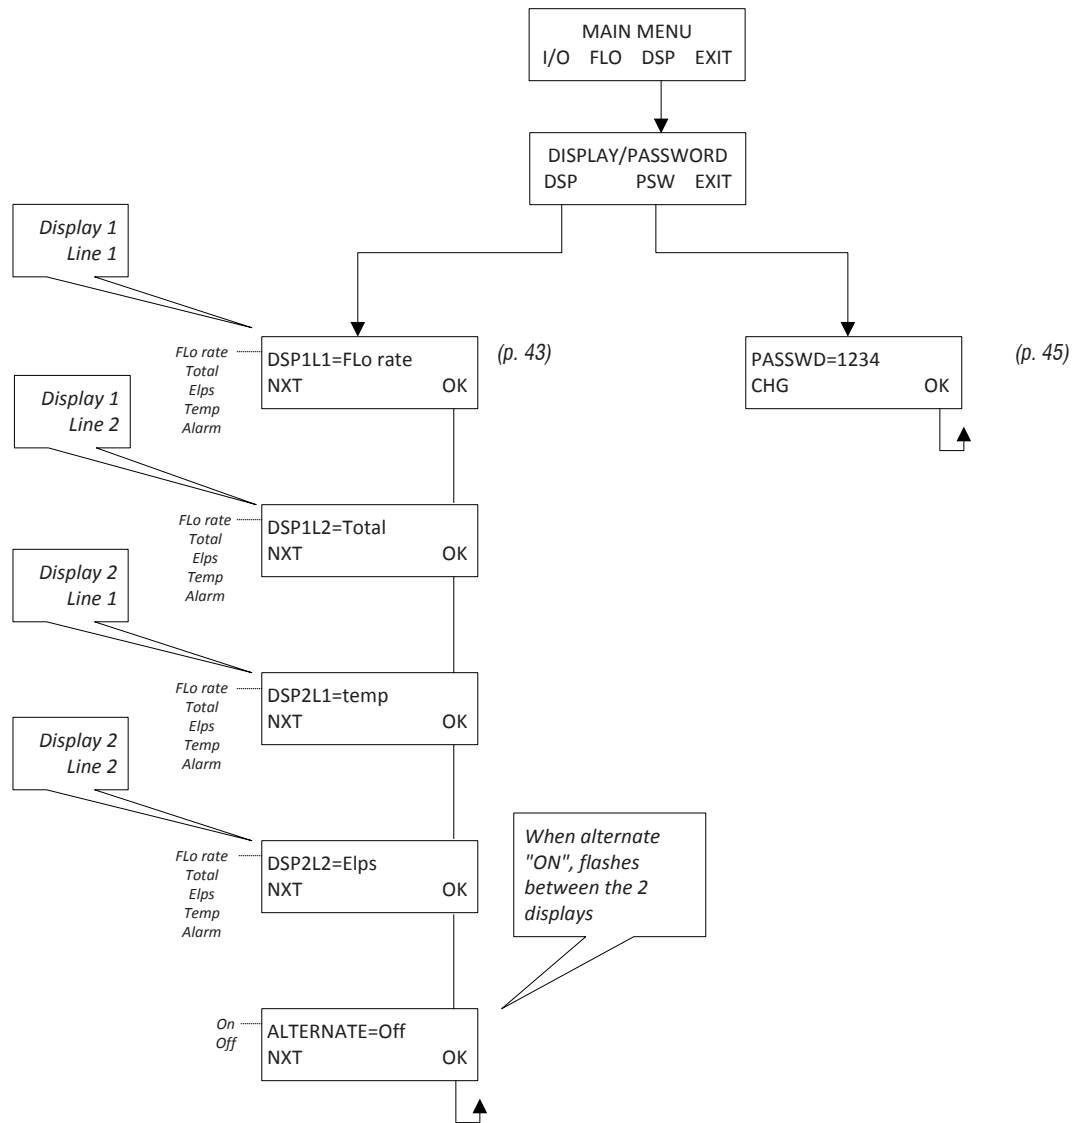 MAIN MENU
I/O FLO DSP EXIT
DISPLAY/PASSWORD
DSP PSW EXIT
Display 1
Line 1
FLo rate
Total
Elps
Temp
Alarm
DSP1L1=FLo rate
NXT OK
(p. 43)
PASSWD=1234
CHG OK
(p. 45)
Display 1
Line 2
FLo rate
Total
Elps
Temp
Alarm
DSP1L2=Total
NXT OK
Display 2
Line 1
FLo rate
Total
Elps
Temp
Alarm
DSP2L1=temp
NXT OK
Display 2
Line 2
FLo rate
Total
Elps
Temp
Alarm
DSP2L2=Elps
NXT OK
When alternate
"ON", flashes
between the 2
displays
On
Off
ALTERNATE=Off
NXT OK